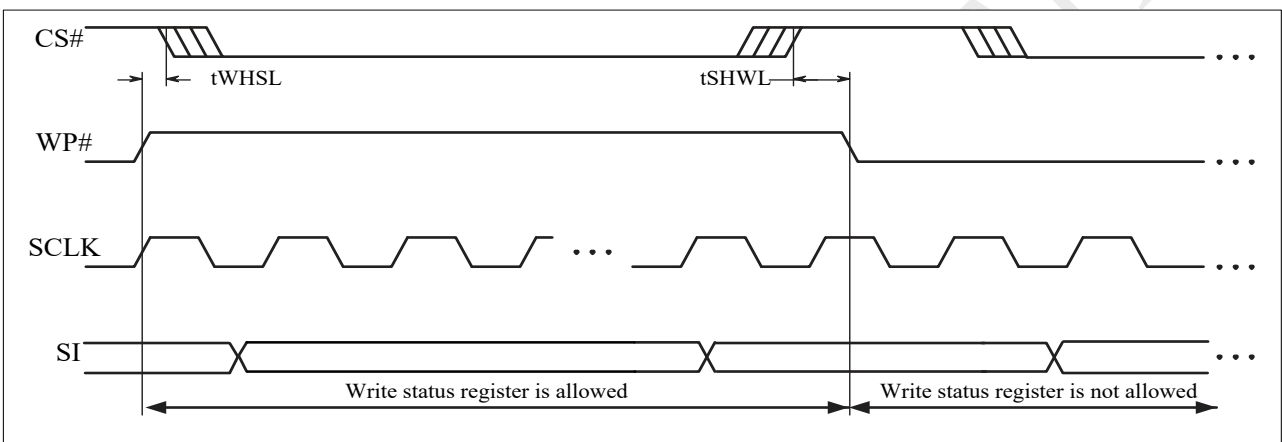 CS#
tWHSL
tSHWL
WP#
SCLK
SI
Write status register is allowed
Write status register is not allowed